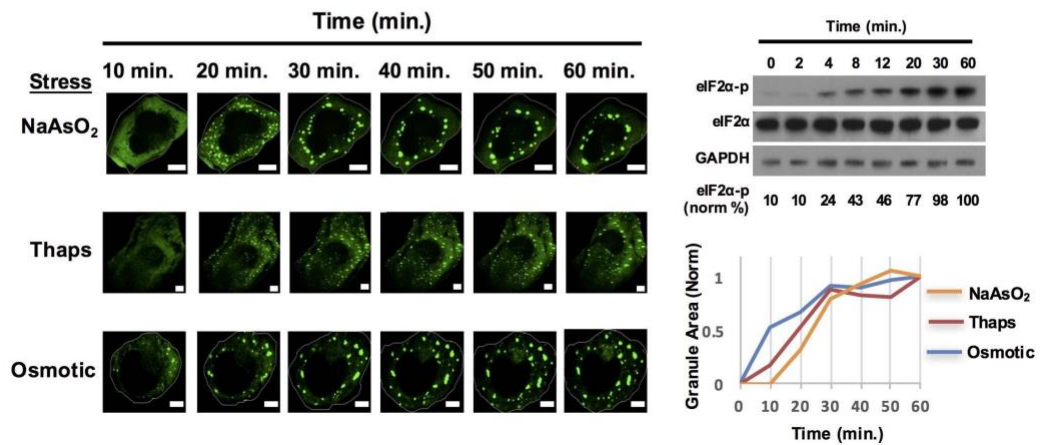 Time (min.)
Stress
10 min. 20 min. 30 min. 40 min. 50 min. 60 min.
NaAsO₂
Thaps
Osmotic
Time (min.)
0 2 4 8 12 20 30 60
eIF2α-p
eIF2α
GAPDH
eIF2α-p
(norm %) 10 10 24 43 46 77 98 100
Granule Area (Norm)
1
0.5
0
0 10 20 30 40 50 60
Time (min.)
NaAsO₂
Thaps
Osmotic